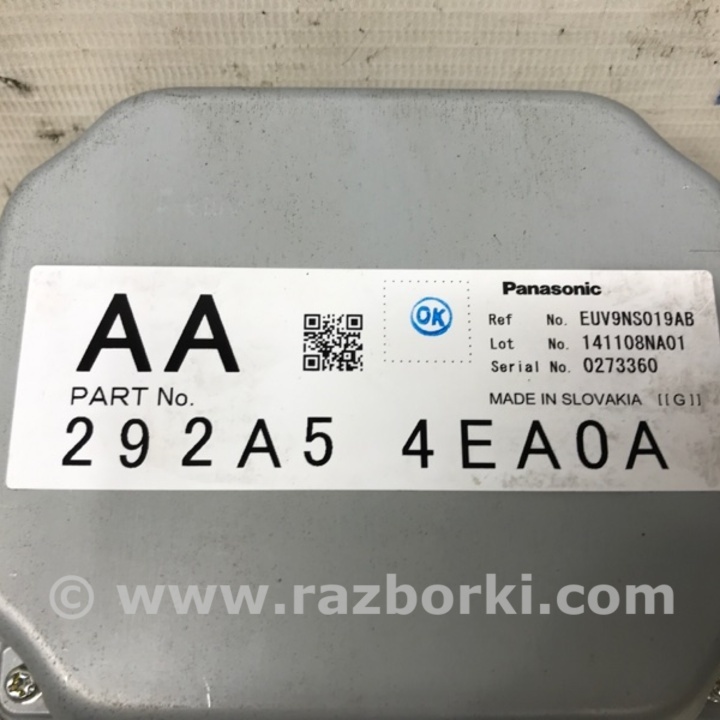 AA
OK
Panasonic
Ref No. EUV9NS019AB
Lot No. 141108NA01
Serial No. 0273360
PART No.
MADE IN SLOVAKIA [[G]]
292A5 4EA0A
© www.razborki.com